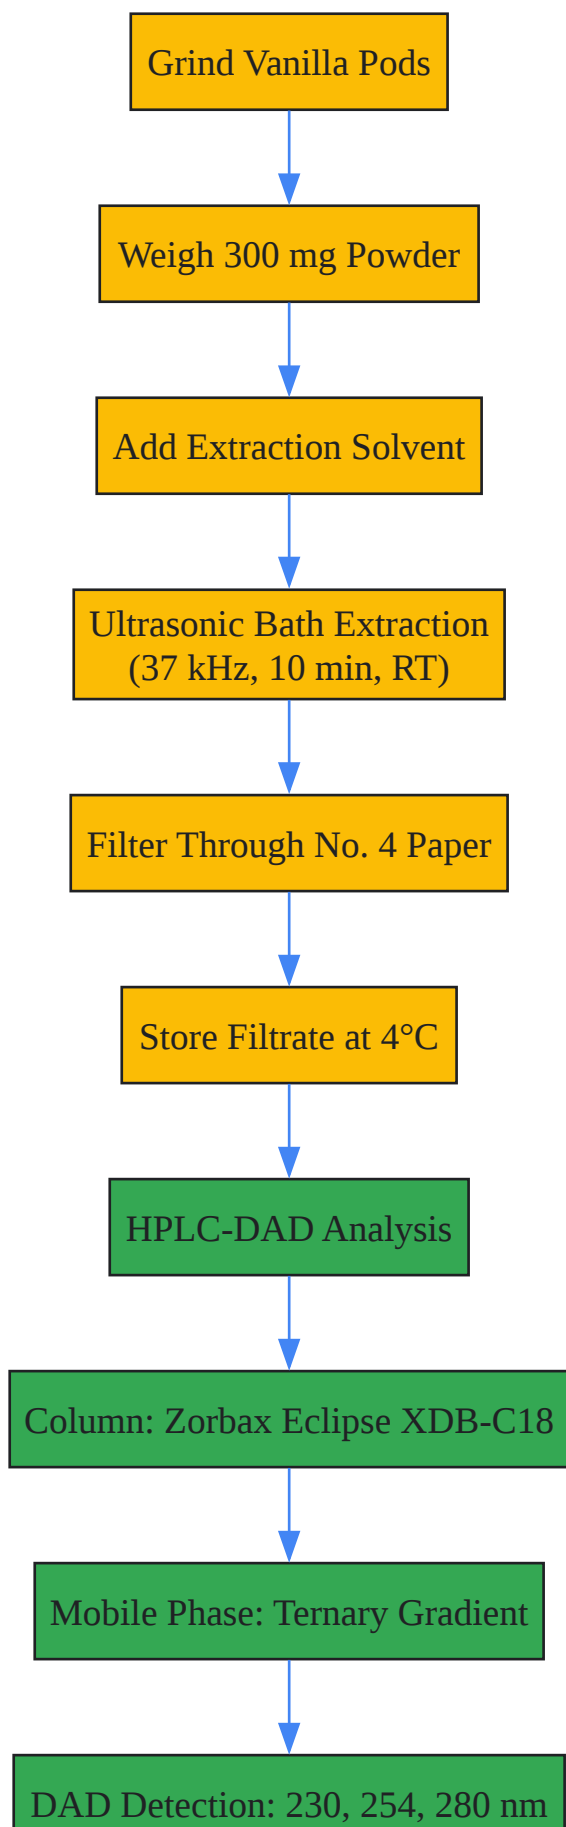 Grind Vanilla Pods
Weigh 300 mg Powder
Add Extraction Solvent
Ultrasonic Bath Extraction
(37 kHz, 10 min, RT)
Filter Through No. 4 Paper
Store Filtrate at 4°C
HPLC-DAD Analysis
Column: Zorbax Eclipse XDB-C18
Mobile Phase: Ternary Gradient
DAD Detection: 230, 254, 280 nm